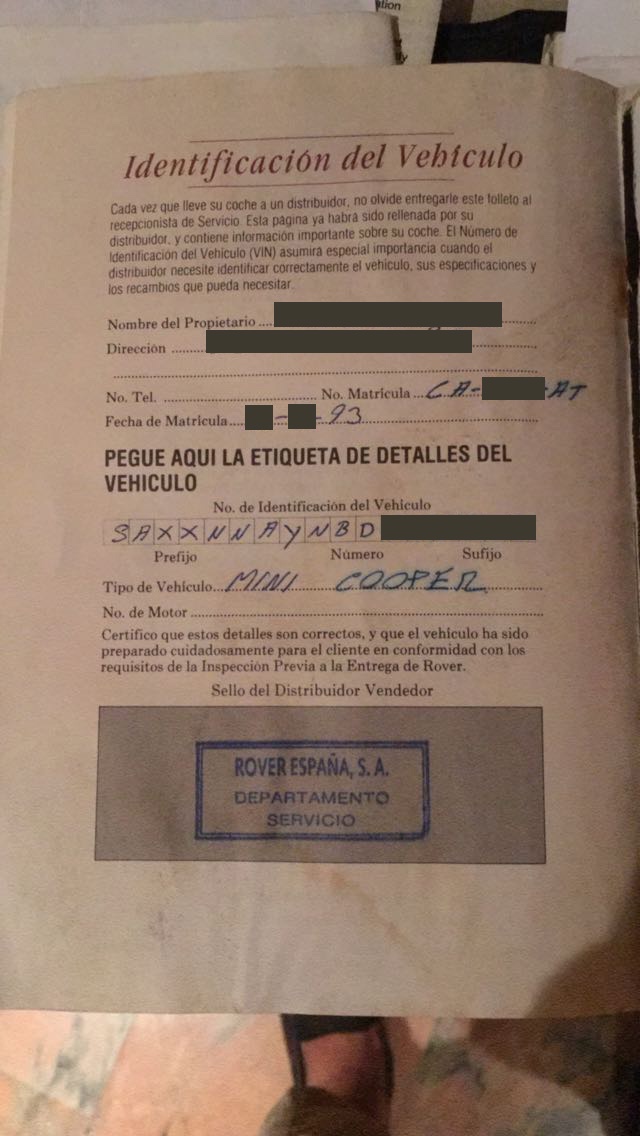 ation
Identificación del Vehículo
Cada vez que lleve su coche a un distribuidor, no olvide entregarle este folleto al
recepcionista de Servicio. Esta página ya habrá sido rellenada por su
distribuidor, y contiene información importante sobre su coche. El Número de
Identificación del Vehículo (VIN) asumirá especial importancia cuando el
distribuidor necesite identificar correctamente el vehículo, sus especificaciones y
los recambios que pueda necesitar.
Nombre del Propietario ....
Dirección .........
No. Tel. .................................... No. Matrícula ... CA- -AT
Fecha de Matrícula.... - -93
PEGUE AQUI LA ETIQUETA DE DETALLES DEL
VEHICULO
No. de Identificación del Vehículo
SAXXNNAYNBD
Prefijo Número Sufijo
Tipo de Vehículo... MINI COOPER
No. de Motor ....................................
Certifico que estos detalles son correctos, y que el vehículo ha sido
preparado cuidadosamente para el cliente en conformidad con los
requisitos de la Inspección Previa a la Entrega de Rover.
Sello del Distribuidor Vendedor
ROVER ESPAÑA, S. A.
DEPARTAMENTO
SERVICIO